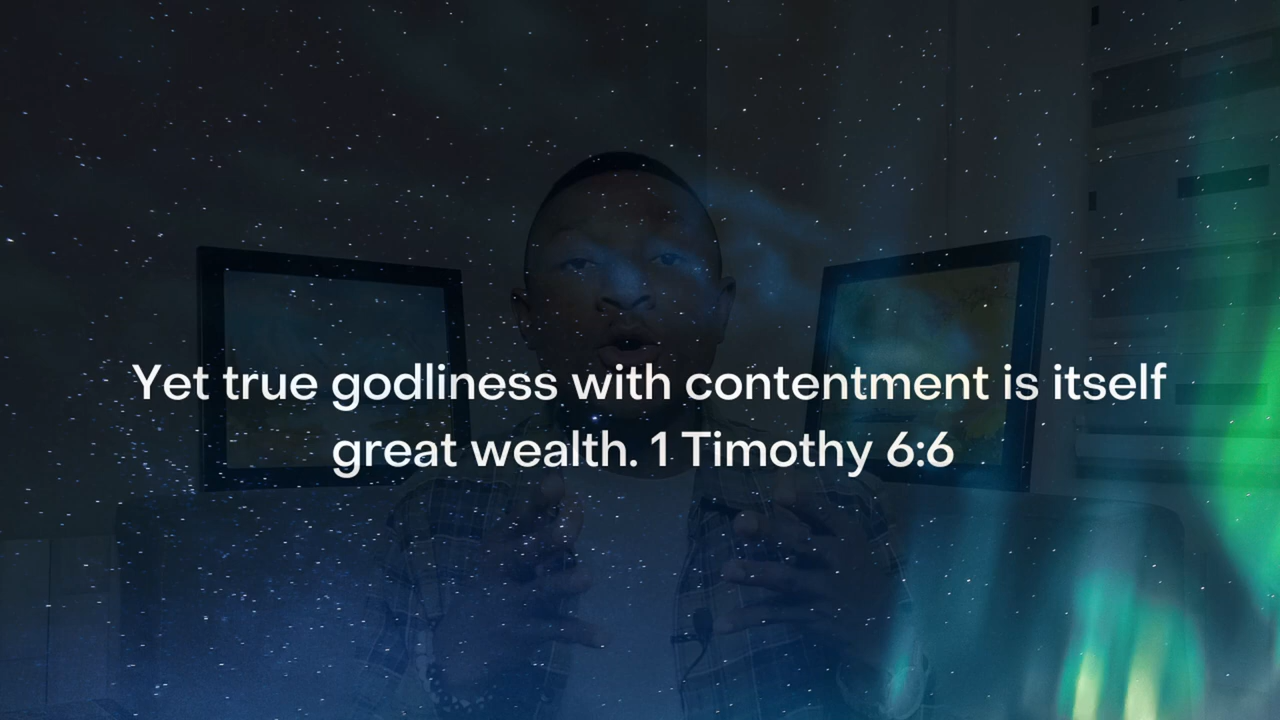 Yet true godliness with contentment is itself
great wealth. 1 Timothy 6:6